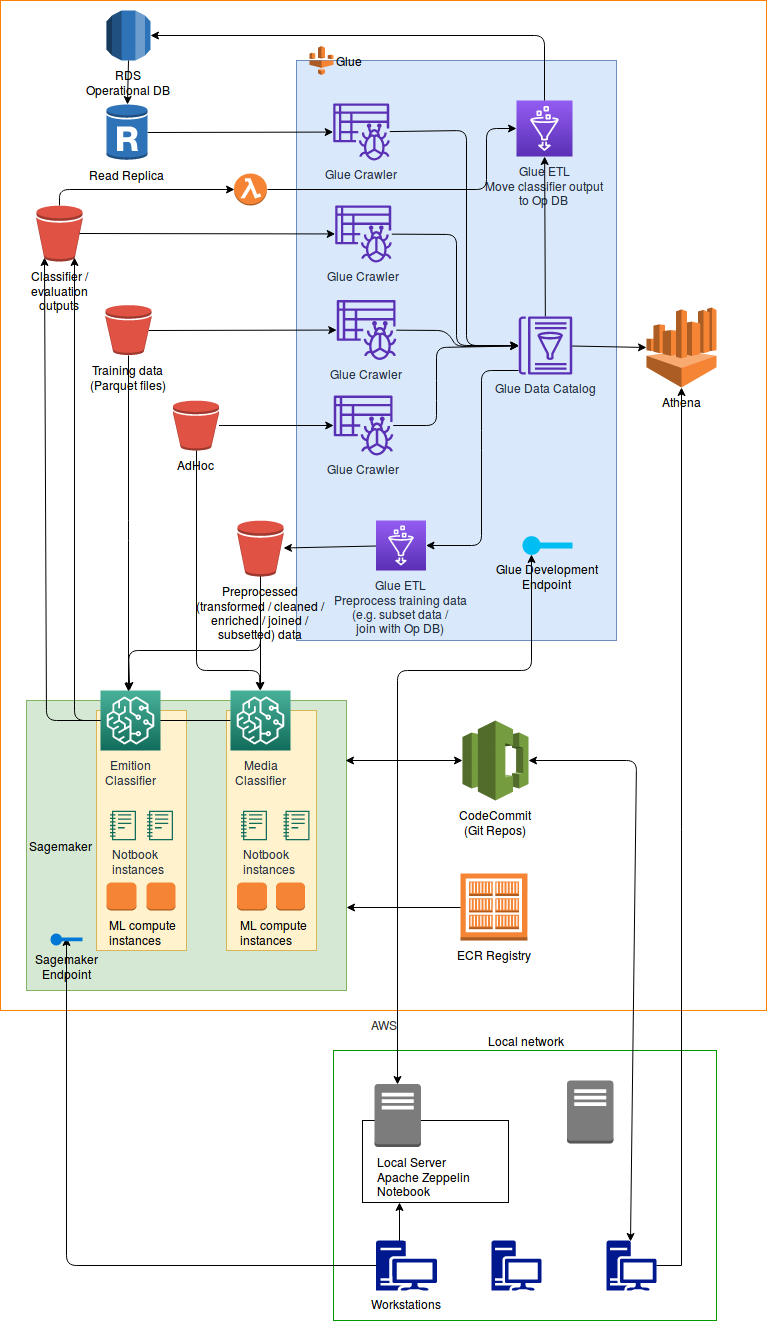 RDS
Operational DB
Glue
R
Read Replica
Glue Crawler
Glue ETL
Move classifier output
to Op DB
Classifier /
evaluation
outputs
Glue Crawler
Training data
(Parquet files)
Glue Crawler
Glue Data Catalog
Athena
AdHoc
Glue Crawler
Preprocessed
(transformed / cleaned /
enriched / joined /
subsetted) data
Glue ETL
Preprocess training data
(e.g. subset data /
join with Op DB)
Glue Development
Endpoint
Emition
Classifier
Media
Classifier
CodeCommit
(Git Repos)
Sagemaker
Notbook
instances
Notbook
instances
ML compute
instances
ML compute
instances
Sagemaker
Endpoint
ECR Registry
AWS
Local network
Local Server
Apache Zeppelin
Notebook
Workstations